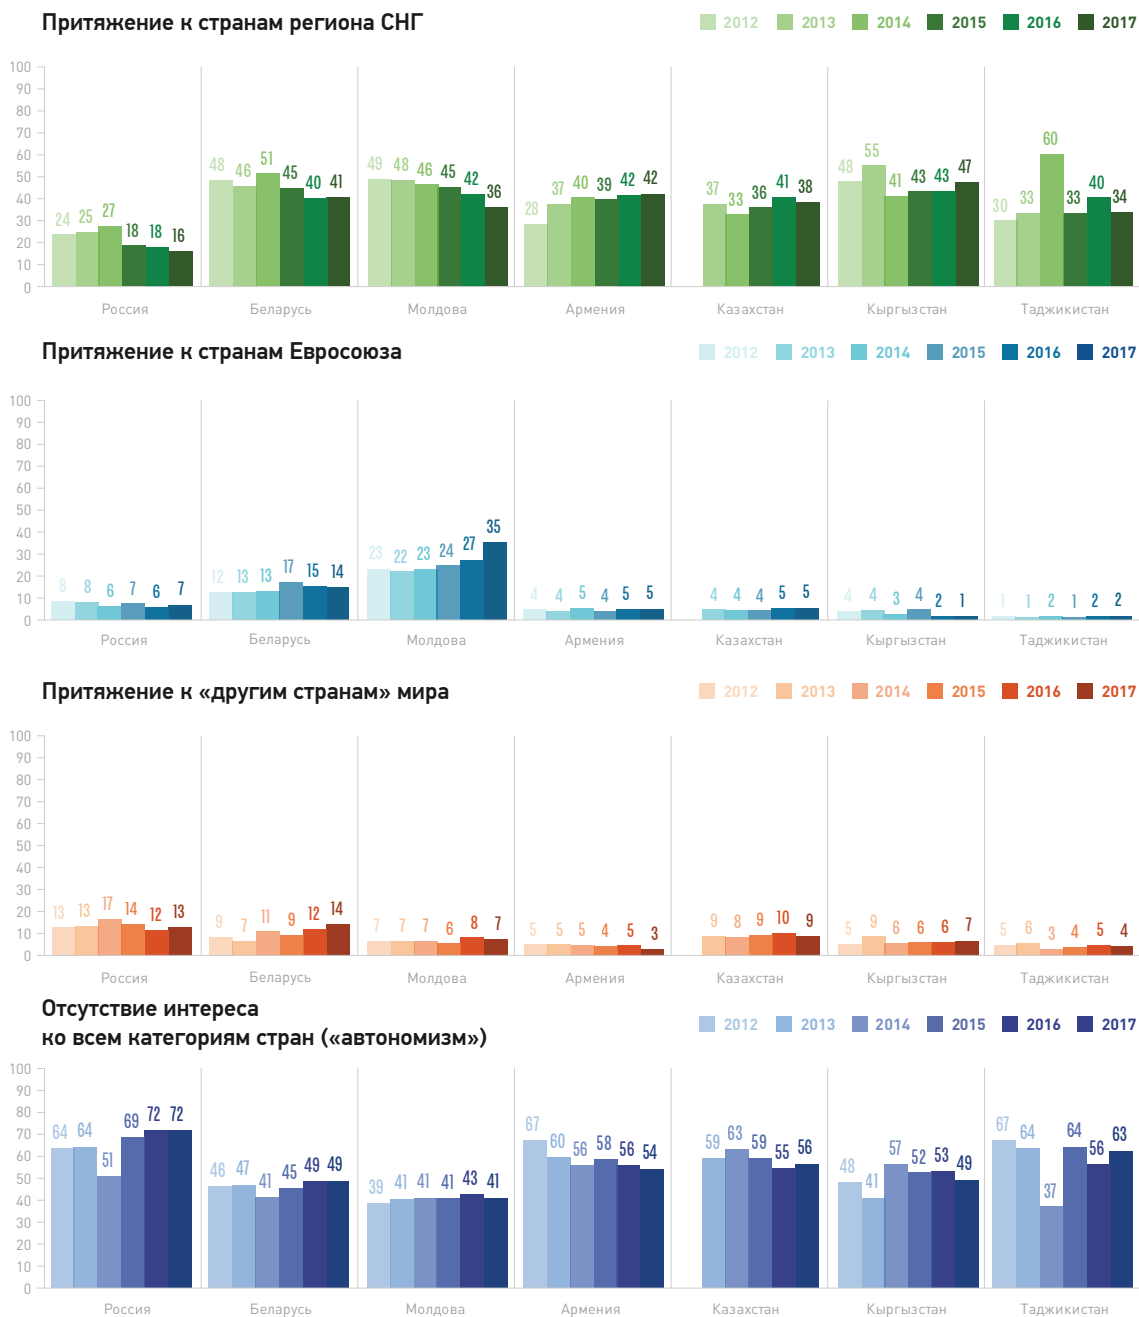 Притяжение к странам региона СНГ
2012 2013 2014 2015 2016 2017
100
90
80
70
60
50
40
30
20
10
0
24 25 27 18 18 16
48 46 51 45 40 41
49 48 46 45 42 36
28 37 40 39 42 42
37 33 36 41 38
48 55 41 43 43 47
30 33 60 33 40 34
Россия Беларусь Молдова Армения Казахстан Кыргызстан Таджикистан
Притяжение к странам Евросоюза
2012 2013 2014 2015 2016 2017
100
90
80
70
60
50
40
30
20
10
0
8 8 6 7 6 7
12 13 13 17 15 14
23 22 23 24 27 35
4 4 5 4 5 5
4 4 4 5 5
4 4 3 4 2 1
1 1 2 1 2 2
Россия Беларусь Молдова Армения Казахстан Кыргызстан Таджикистан
Притяжение к «другим странам» мира
2012 2013 2014 2015 2016 2017
100
90
80
70
60
50
40
30
20
10
0
13 13 17 14 12 13
9 7 11 9 12 14
7 7 7 6 8 7
5 5 5 4 5 3
9 8 9 10 9
5 9 6 6 6 7
5 6 3 4 5 4
Россия Беларусь Молдова Армения Казахстан Кыргызстан Таджикистан
Отсутствие интереса
ко всем категориям стран («автономизм»)
2012 2013 2014 2015 2016 2017
100
90
80
70
60
50
40
30
20
10
0
64 64 51 69 72 72
46 47 41 45 49 49
39 41 41 41 43 41
67 60 56 58 56 54
59 63 59 55 56
48 41 57 52 53 49
67 64 37 64 56 63
Россия Беларусь Молдова Армения Казахстан Кыргызстан Таджикистан